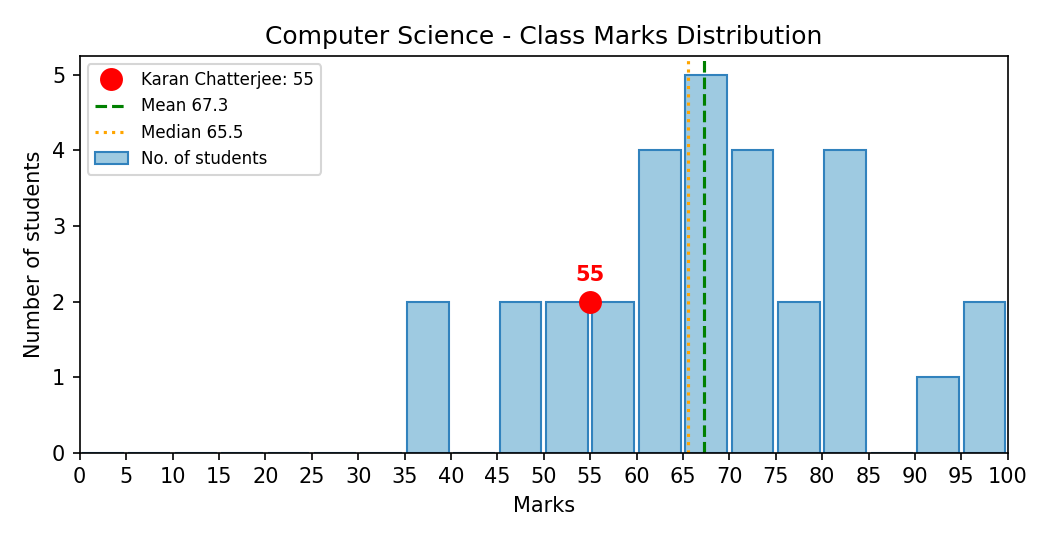 Computer Science - Class Marks Distribution
Karan Chatterjee: 55
Mean 67.3
Median 65.5
No. of students
Number of students
5
4
3
2
1
0
55
0 5 10 15 20 25 30 35 40 45 50 55 60 65 70 75 80 85 90 95 100
Marks